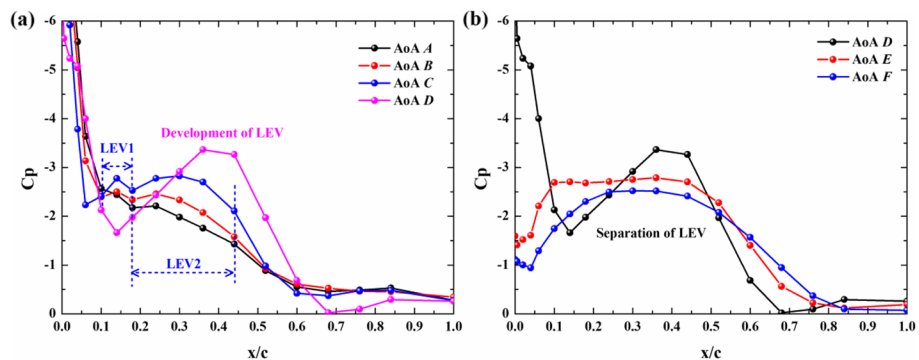 (a)
-6
-5
-4
-3
-2
-1
0
Cp
AoA A
AoA B
AoA C
AoA D
LEV1
Development of LEV
LEV2
0.0 0.1 0.2 0.3 0.4 0.5 0.6 0.7 0.8 0.9 1.0
x/c
(b)
-6
-5
-4
-3
-2
-1
0
Cp
AoA D
AoA E
AoA F
Separation of LEV
0.0 0.1 0.2 0.3 0.4 0.5 0.6 0.7 0.8 0.9 1.0
x/c